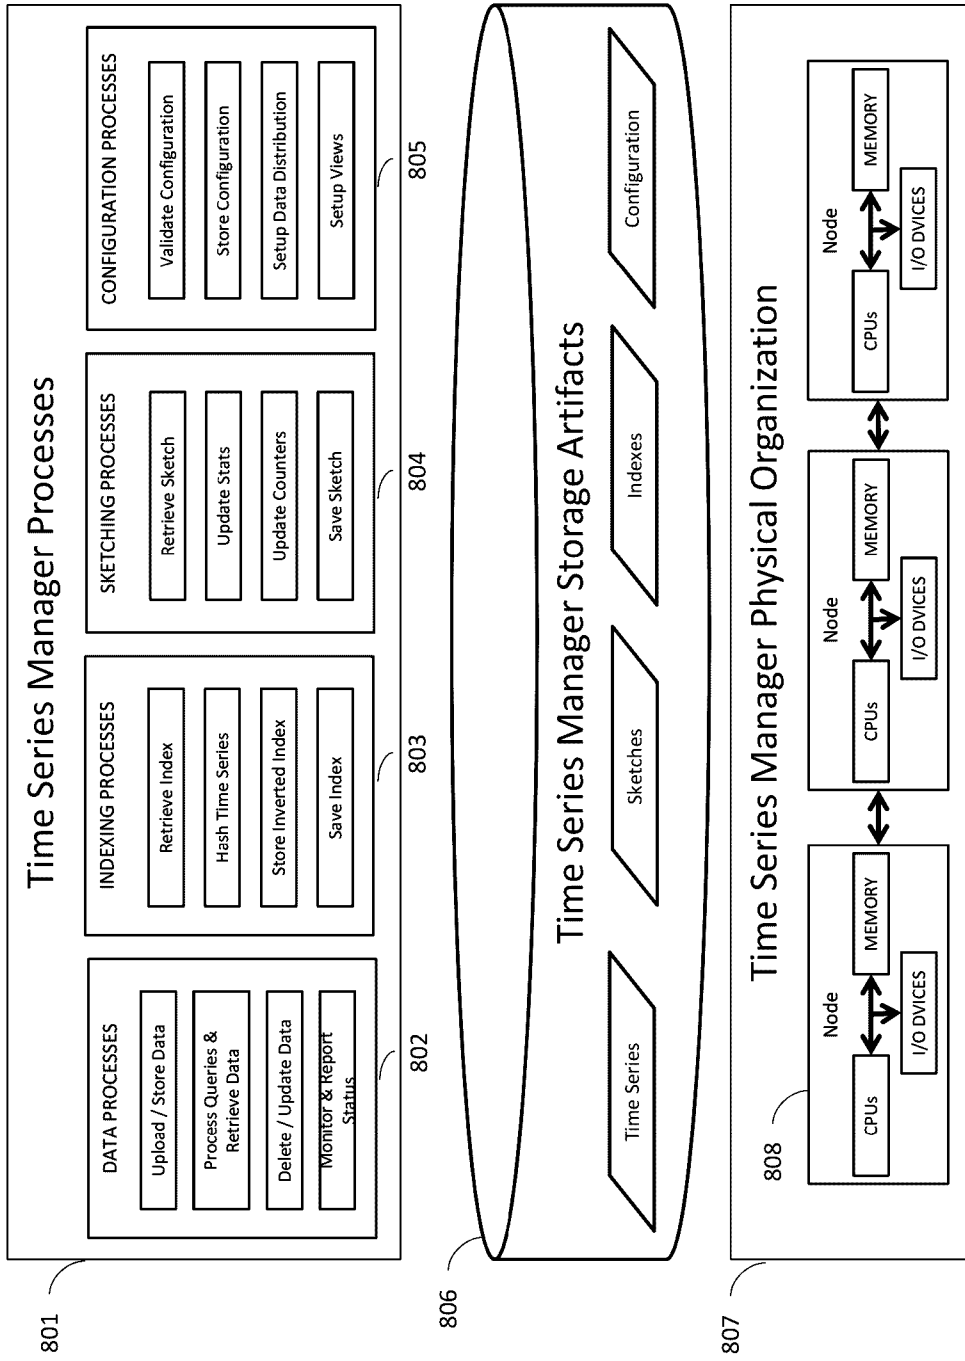 801
Time Series Manager Processes
DATA PROCESSES
Upload / Store Data
Process Queries &
Retrieve Data
Delete / Update Data
Monitor & Report
Status
802
INDEXING PROCESSES
Retrieve Index
Hash Time Series
Store Inverted Index
Save Index
803
SKETCHING PROCESSES
Retrieve Sketch
Update Stats
Update Counters
Save Sketch
804
CONFIGURATION PROCESSES
Validate Configuration
Store Configuration
Setup Data Distribution
Setup Views
805
806
Time Series Manager Storage Artifacts
Time Series
Sketches
Indexes
Configuration
807
Time Series Manager Physical Organization
808
Node
CPUs
MEMORY
I/O DVICES
Node
CPUs
MEMORY
I/O DVICES
Node
CPUs
MEMORY
I/O DVICES